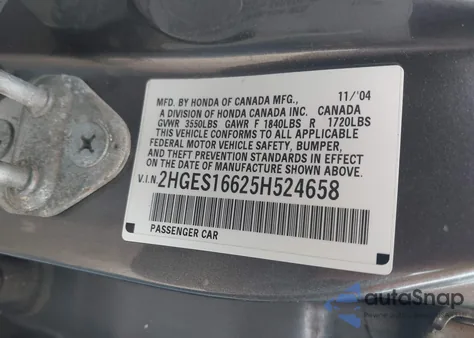 MFD. BY HONDA OF CANADA MFG., 11/'04
A DIVISION OF HONDA CANADA INC. CANADA
GVWR 3550LBS GAWR F 1840LBS R 1720LBS
THIS VEHICLE CONFORMS TO ALL APPLICABLE
FEDERAL MOTOR VEHICLE SAFETY, BUMPER,
AND THEFT PREVENTION STANDARDS IN EFFECT
ON THE DATE OF MANUFACTURE SHOWN ABOVE.
V.I.N. 2HGES16625H524658
PASSENGER CAR
autoSnap